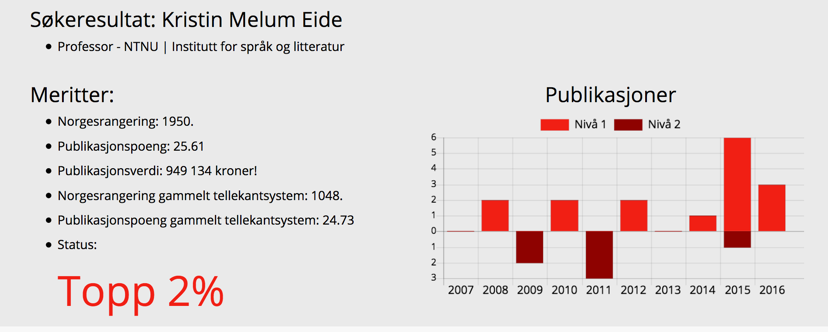 Søkeresultat: Kristin Melum Eide
Professor - NTNU | Institutt for språk og litteratur
Meritter:
Norgesrangering: 1950.
Publikasjonspoeng: 25.61
Publikasjonsverdi: 949 134 kroner!
Norgesrangering gammelt tellekantsystem: 1048.
Publikasjonspoeng gammelt tellekantsystem: 24.73
Status:
Topp 2%
Publikasjoner
Nivå 1 Nivå 2
6
5
4
3
2
1
0
1
2
3
2007 2008 2009 2010 2011 2012 2013 2014 2015 2016